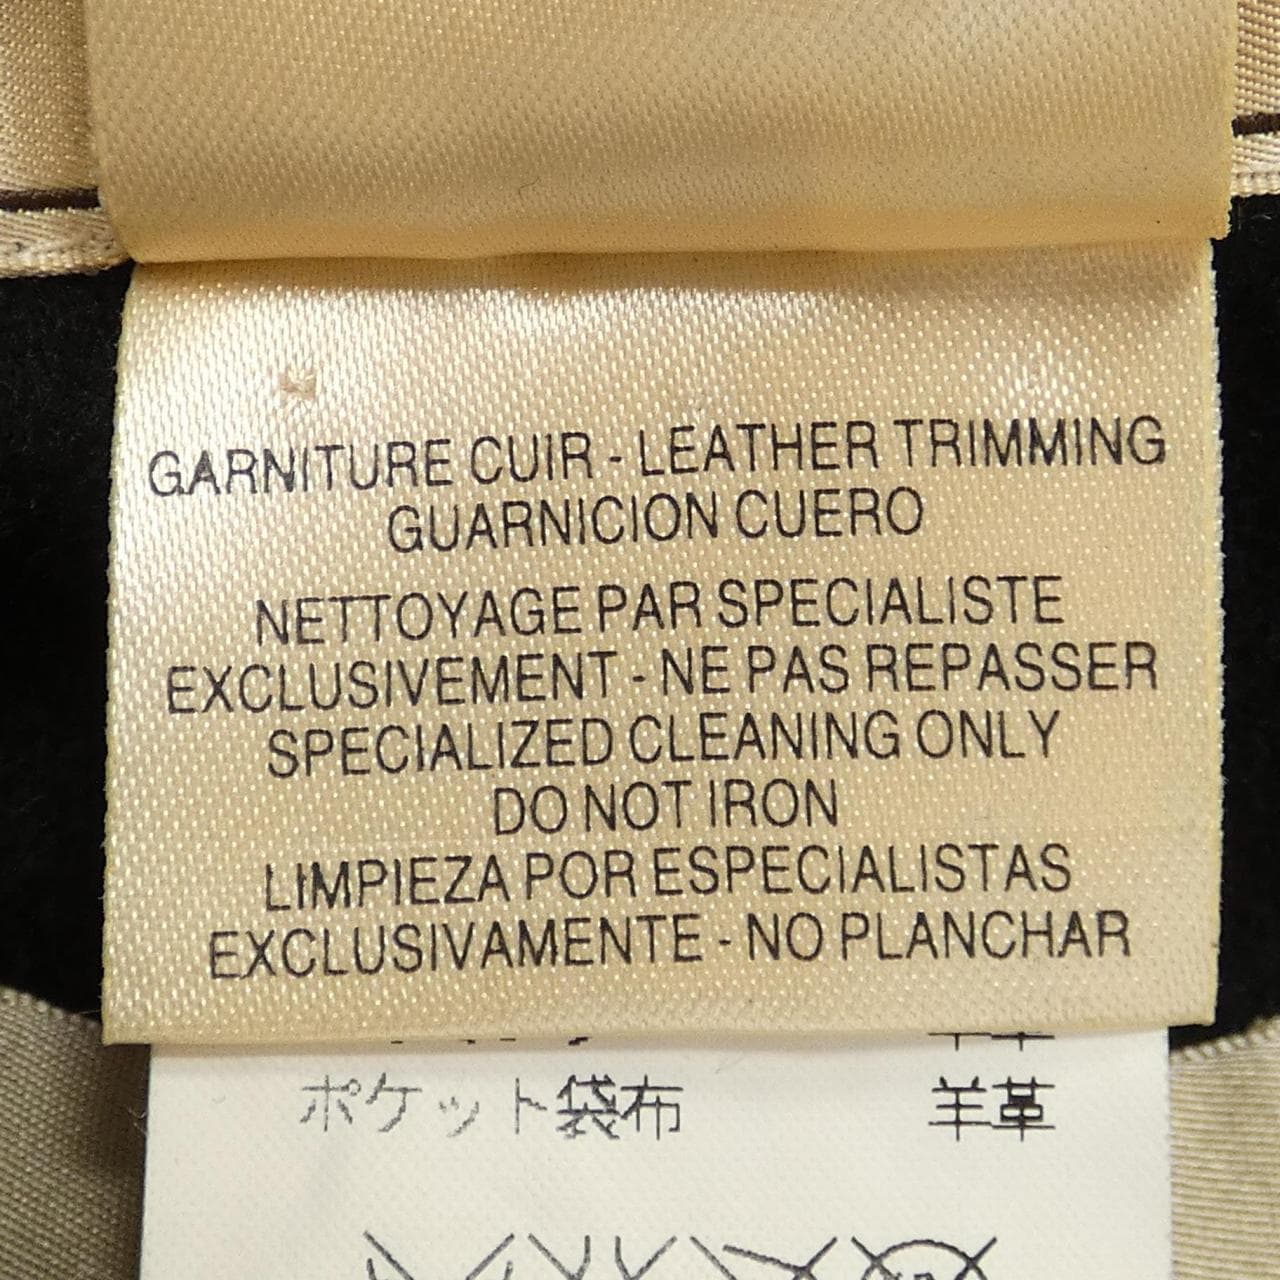 GARNITURE CUIR - LEATHER TRIMMING
GUARNICION CUERO
NETTOYAGE PAR SPECIALISTE
EXCLUSIVEMENT - NE PAS REPASSER
SPECIALIZED CLEANING ONLY
DO NOT IRON
LIMPIEZA POR ESPECIALISTAS
EXCLUSIVAMENTE - NO PLANCHAR
ポケット袋布 羊革